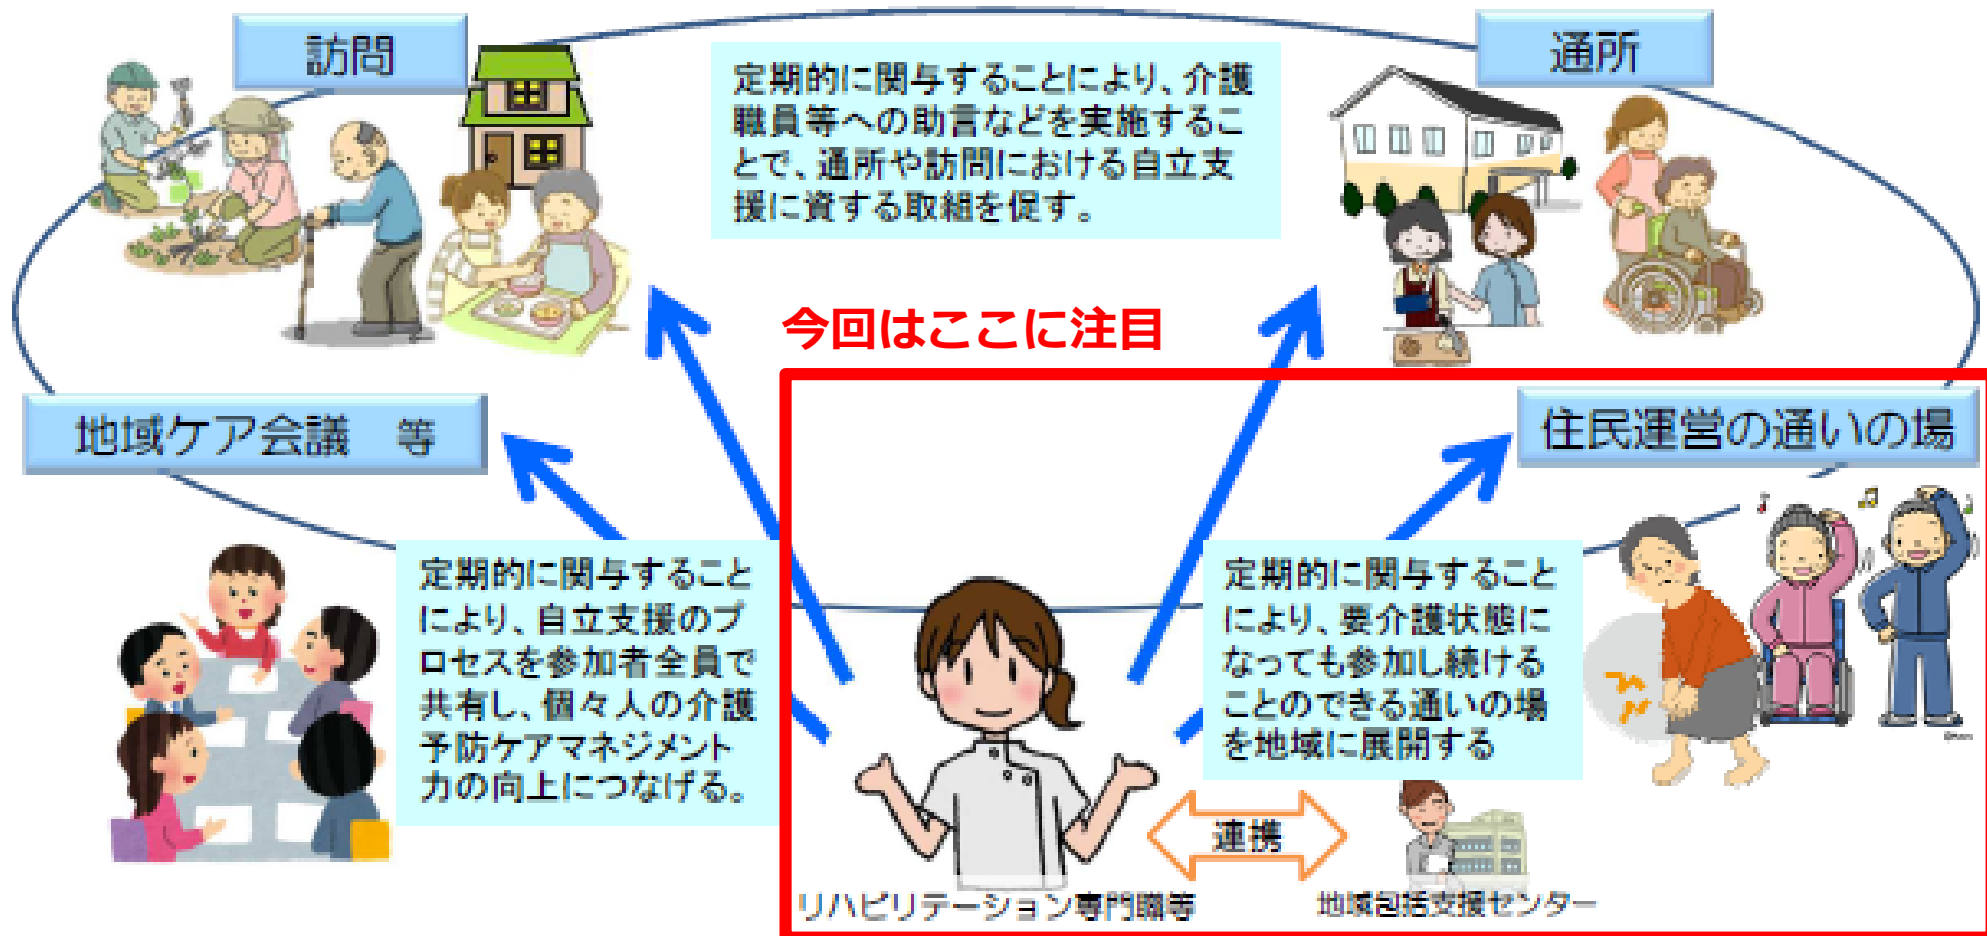 訪問
通所
定期的に関与することにより、介護
職員等への助言などを実施するこ
とで、通所や訪問における自立支
援に資する取組を促す。
今回はここに注目
地域ケア会議　等
住民運営の通いの場
定期的に関与すること
により、自立支援のプ
ロセスを参加者全員で
共有し、個々人の介護
予防ケアマネジメント
力の向上につなげる。
定期的に関与すること
により、要介護状態に
なっても参加し続ける
ことのできる通いの場
を地域に展開する
連携
リハビリテーション専門職等
地域包括支援センター